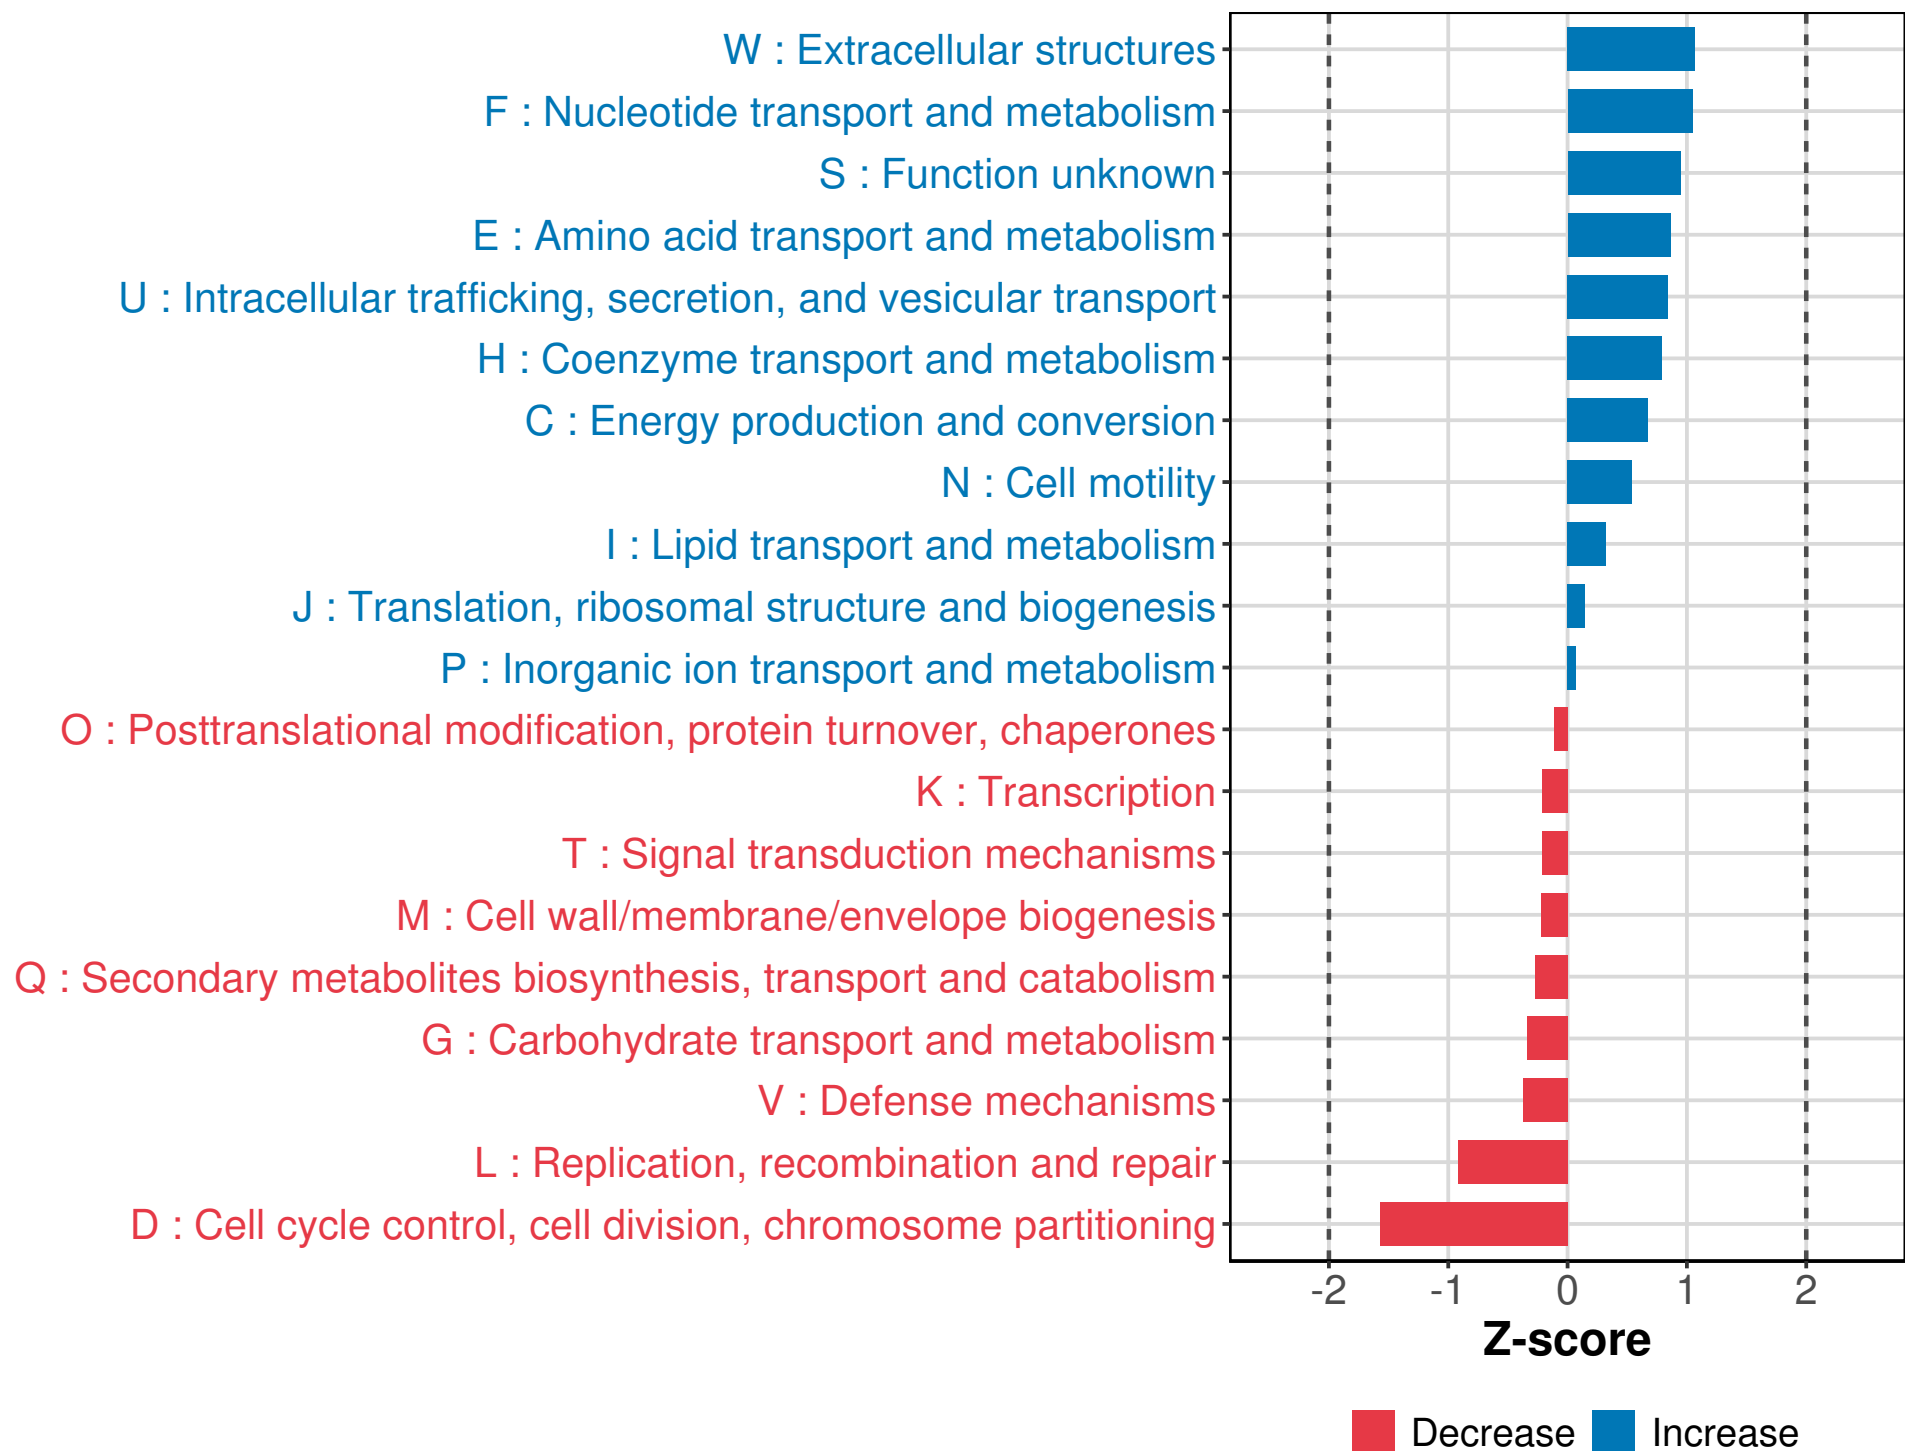 W : Extracellular structures
F : Nucleotide transport and metabolism
S : Function unknown
E : Amino acid transport and metabolism
U : Intracellular trafficking, secretion, and vesicular transport
H : Coenzyme transport and metabolism
C : Energy production and conversion
N : Cell motility
I : Lipid transport and metabolism
J : Translation, ribosomal structure and biogenesis
P : Inorganic ion transport and metabolism
O : Posttranslational modification, protein turnover, chaperones
K : Transcription
T : Signal transduction mechanisms
M : Cell wall/membrane/envelope biogenesis
Q : Secondary metabolites biosynthesis, transport and catabolism
G : Carbohydrate transport and metabolism
V : Defense mechanisms
L : Replication, recombination and repair
D : Cell cycle control, cell division, chromosome partitioning
-2 -1 0 1 2
Z-score
Decrease Increase